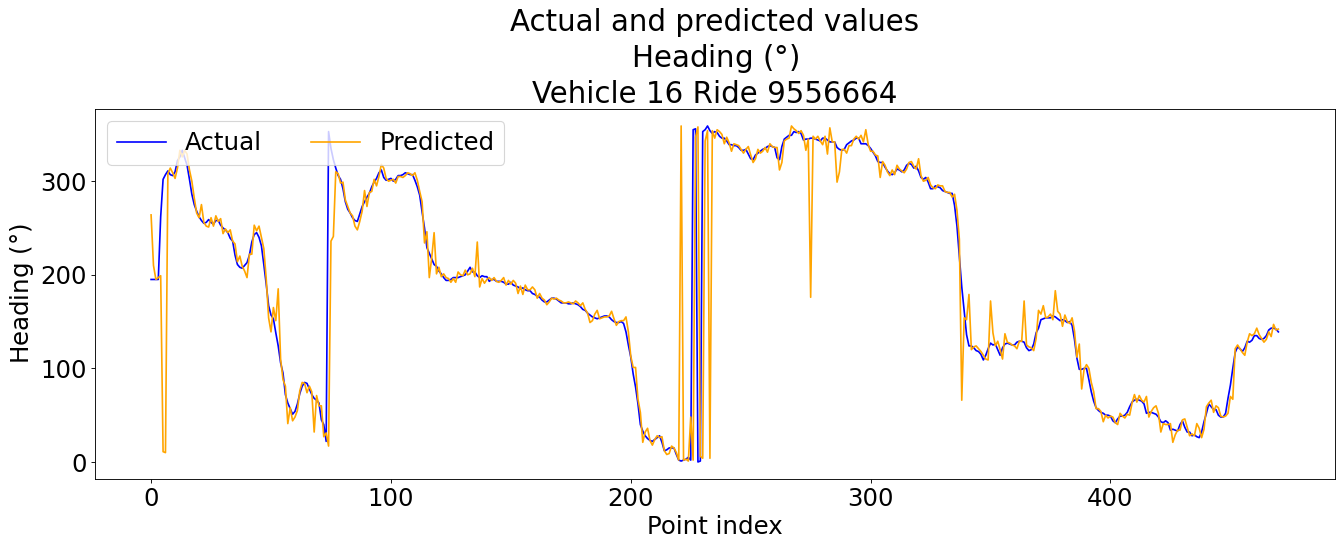 Actual and predicted values
Heading (°)
Vehicle 16 Ride 9556664
Actual
Predicted
Heading (°)
300
200
100
0
0
100
200
300
400
Point index